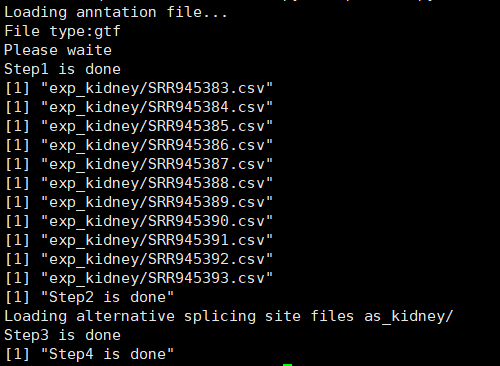 Loading anntation file...
File type:gtf
Please waite
Step1 is done
[1] "exp_kidney/SRR945383.csv"
[1] "exp_kidney/SRR945384.csv"
[1] "exp_kidney/SRR945385.csv"
[1] "exp_kidney/SRR945386.csv"
[1] "exp_kidney/SRR945387.csv"
[1] "exp_kidney/SRR945388.csv"
[1] "exp_kidney/SRR945389.csv"
[1] "exp_kidney/SRR945390.csv"
[1] "exp_kidney/SRR945391.csv"
[1] "exp_kidney/SRR945392.csv"
[1] "exp_kidney/SRR945393.csv"
[1] "Step2 is done"
Loading alternative splicing site files as_kidney/
Step3 is done
[1] "Step4 is done"